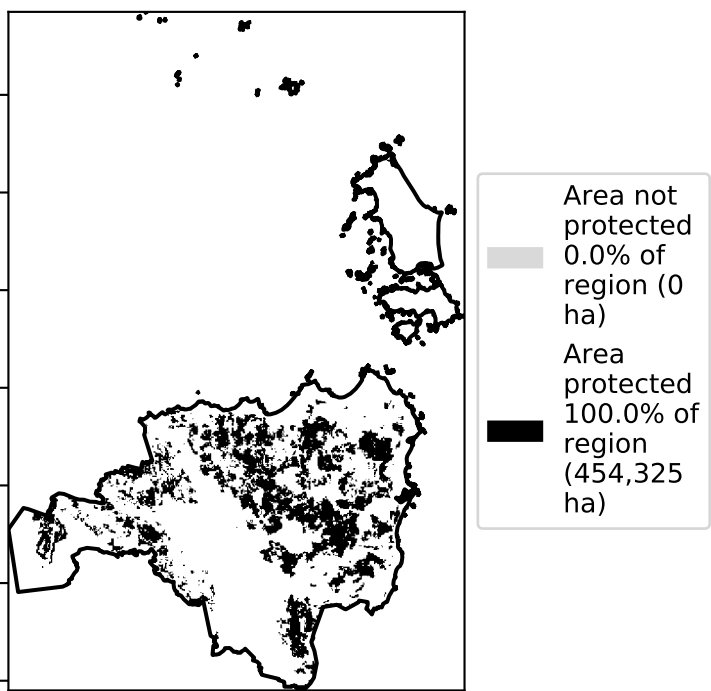 Area not
protected
0.0% of
region (0
ha)
Area
protected
100.0% of
region
(454,325
ha)